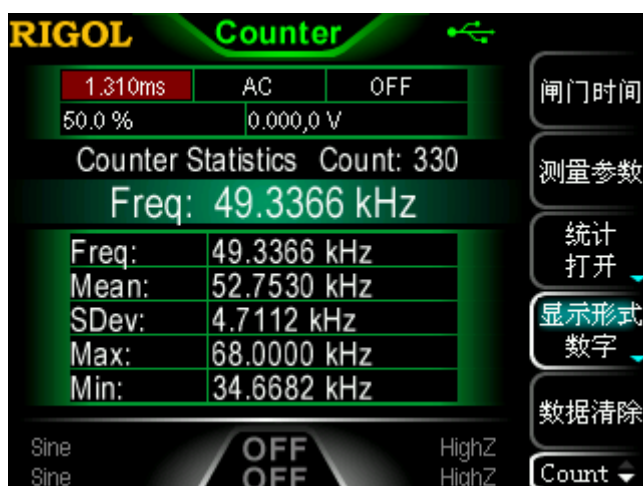 RIGOL Counter
1.310ms AC OFF
50.0 % 0.000,0 V
Counter Statistics Count: 330
Freq: 49.3366 kHz
Freq: 49.3366 kHz
Mean: 52.7530 kHz
SDev: 4.7112 kHz
Max: 68.0000 kHz
Min: 34.6682 kHz
Sine OFF HighZ
Sine OFF HighZ
闸门时间
测量参数
统计
打开
显示形式
数字
数据清除
Count